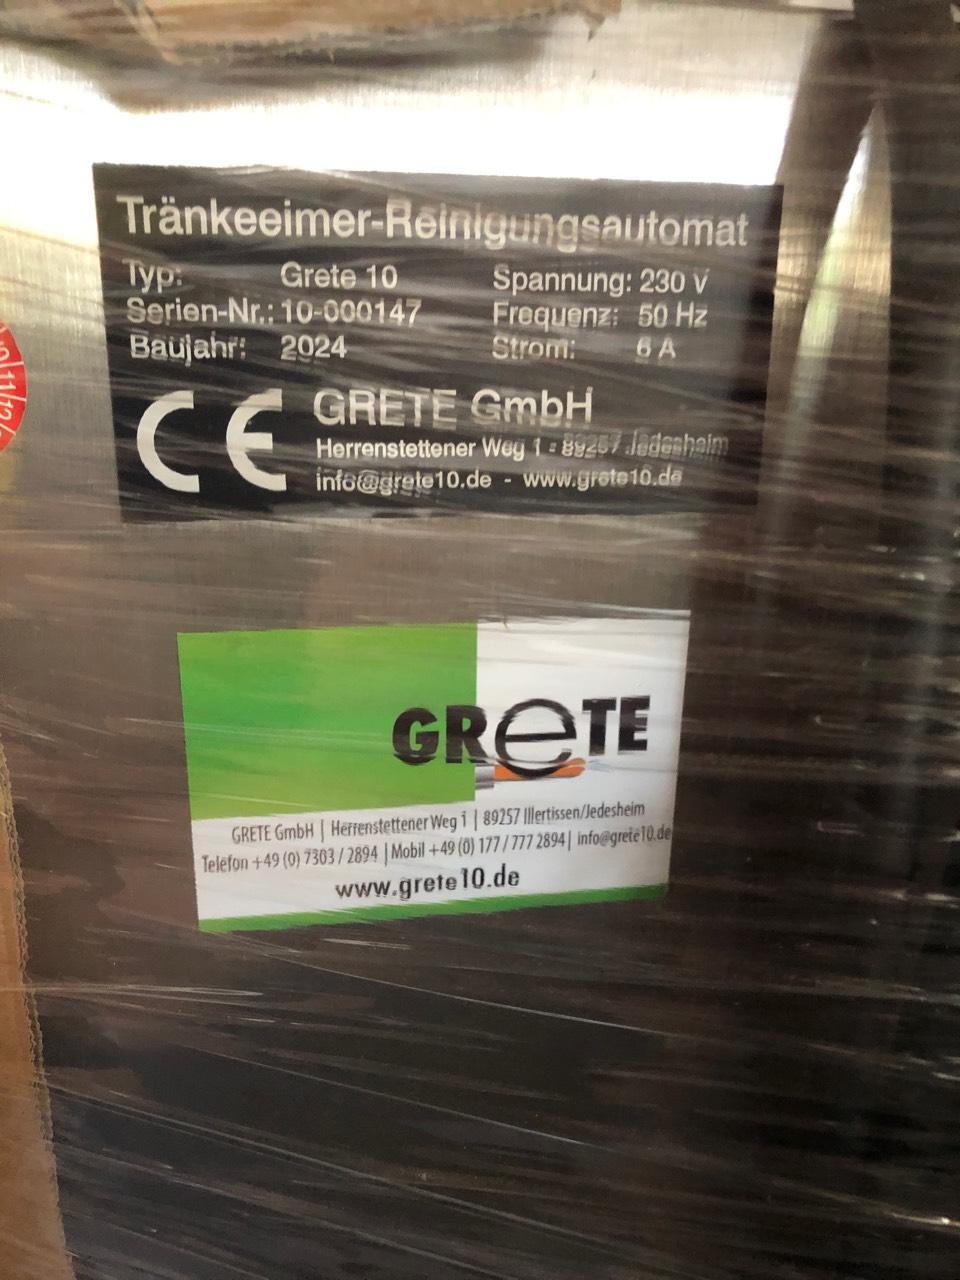 Tränkeeimer-Reinigungsautomat
Typ: Grete 10 Spannung: 230 V
Serien-Nr.: 10-000147 Frequenz: 50 Hz
Baujahr: 2024 Strom: 6 A
CE GRETE GmbH
Herrenstettener Weg 1 - 89257 Jedesheim
info@grete10.de - www.grete10.de
10 11 12
GReTE
GRETE GmbH | Herrenstettener Weg 1 | 89257 Illertissen/Jedesheim
Telefon +49 (0) 7303 / 2894 | Mobil +49 (0) 177 / 777 2894 | info@grete10.de
www.grete10.de